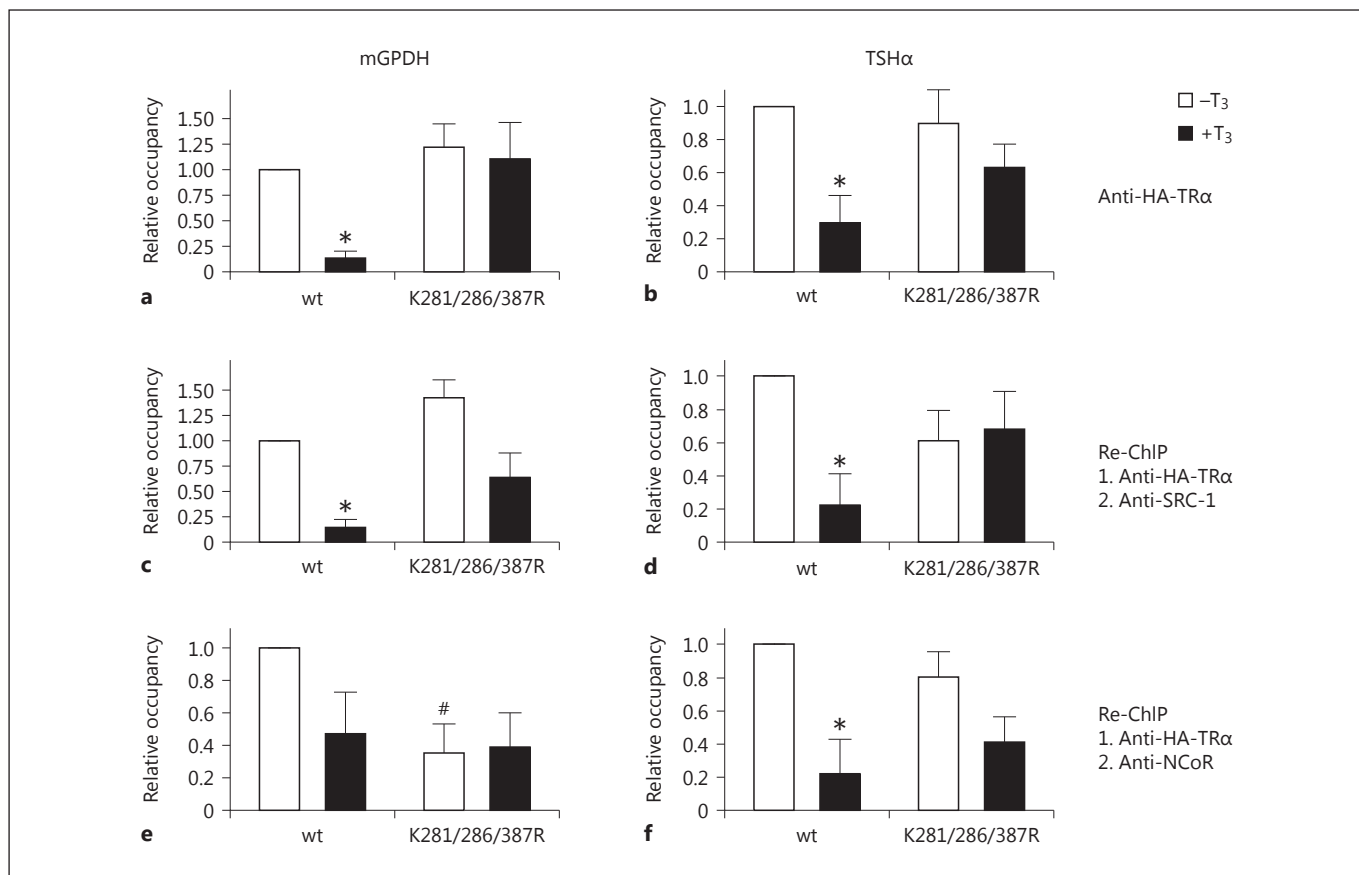 mGPDH
TSHα
–T3
+T3
Relative occupancy
1.50
1.25
1.00
0.75
0.50
0.25
0
*
wt
K281/286/387R
a
Relative occupancy
1.0
0.8
0.6
0.4
0.2
0
*
wt
K281/286/387R
b
Anti-HA-TRα
Relative occupancy
1.50
1.25
1.00
0.75
0.50
0.25
0
*
wt
K281/286/387R
c
Relative occupancy
1.0
0.8
0.6
0.4
0.2
0
*
wt
K281/286/387R
d
Re-ChIP
1. Anti-HA-TRα
2. Anti-SRC-1
Relative occupancy
1.0
0.8
0.6
0.4
0.2
0
#
wt
K281/286/387R
e
Relative occupancy
1.0
0.8
0.6
0.4
0.2
0
*
wt
K281/286/387R
f
Re-ChIP
1. Anti-HA-TRα
2. Anti-NCoR